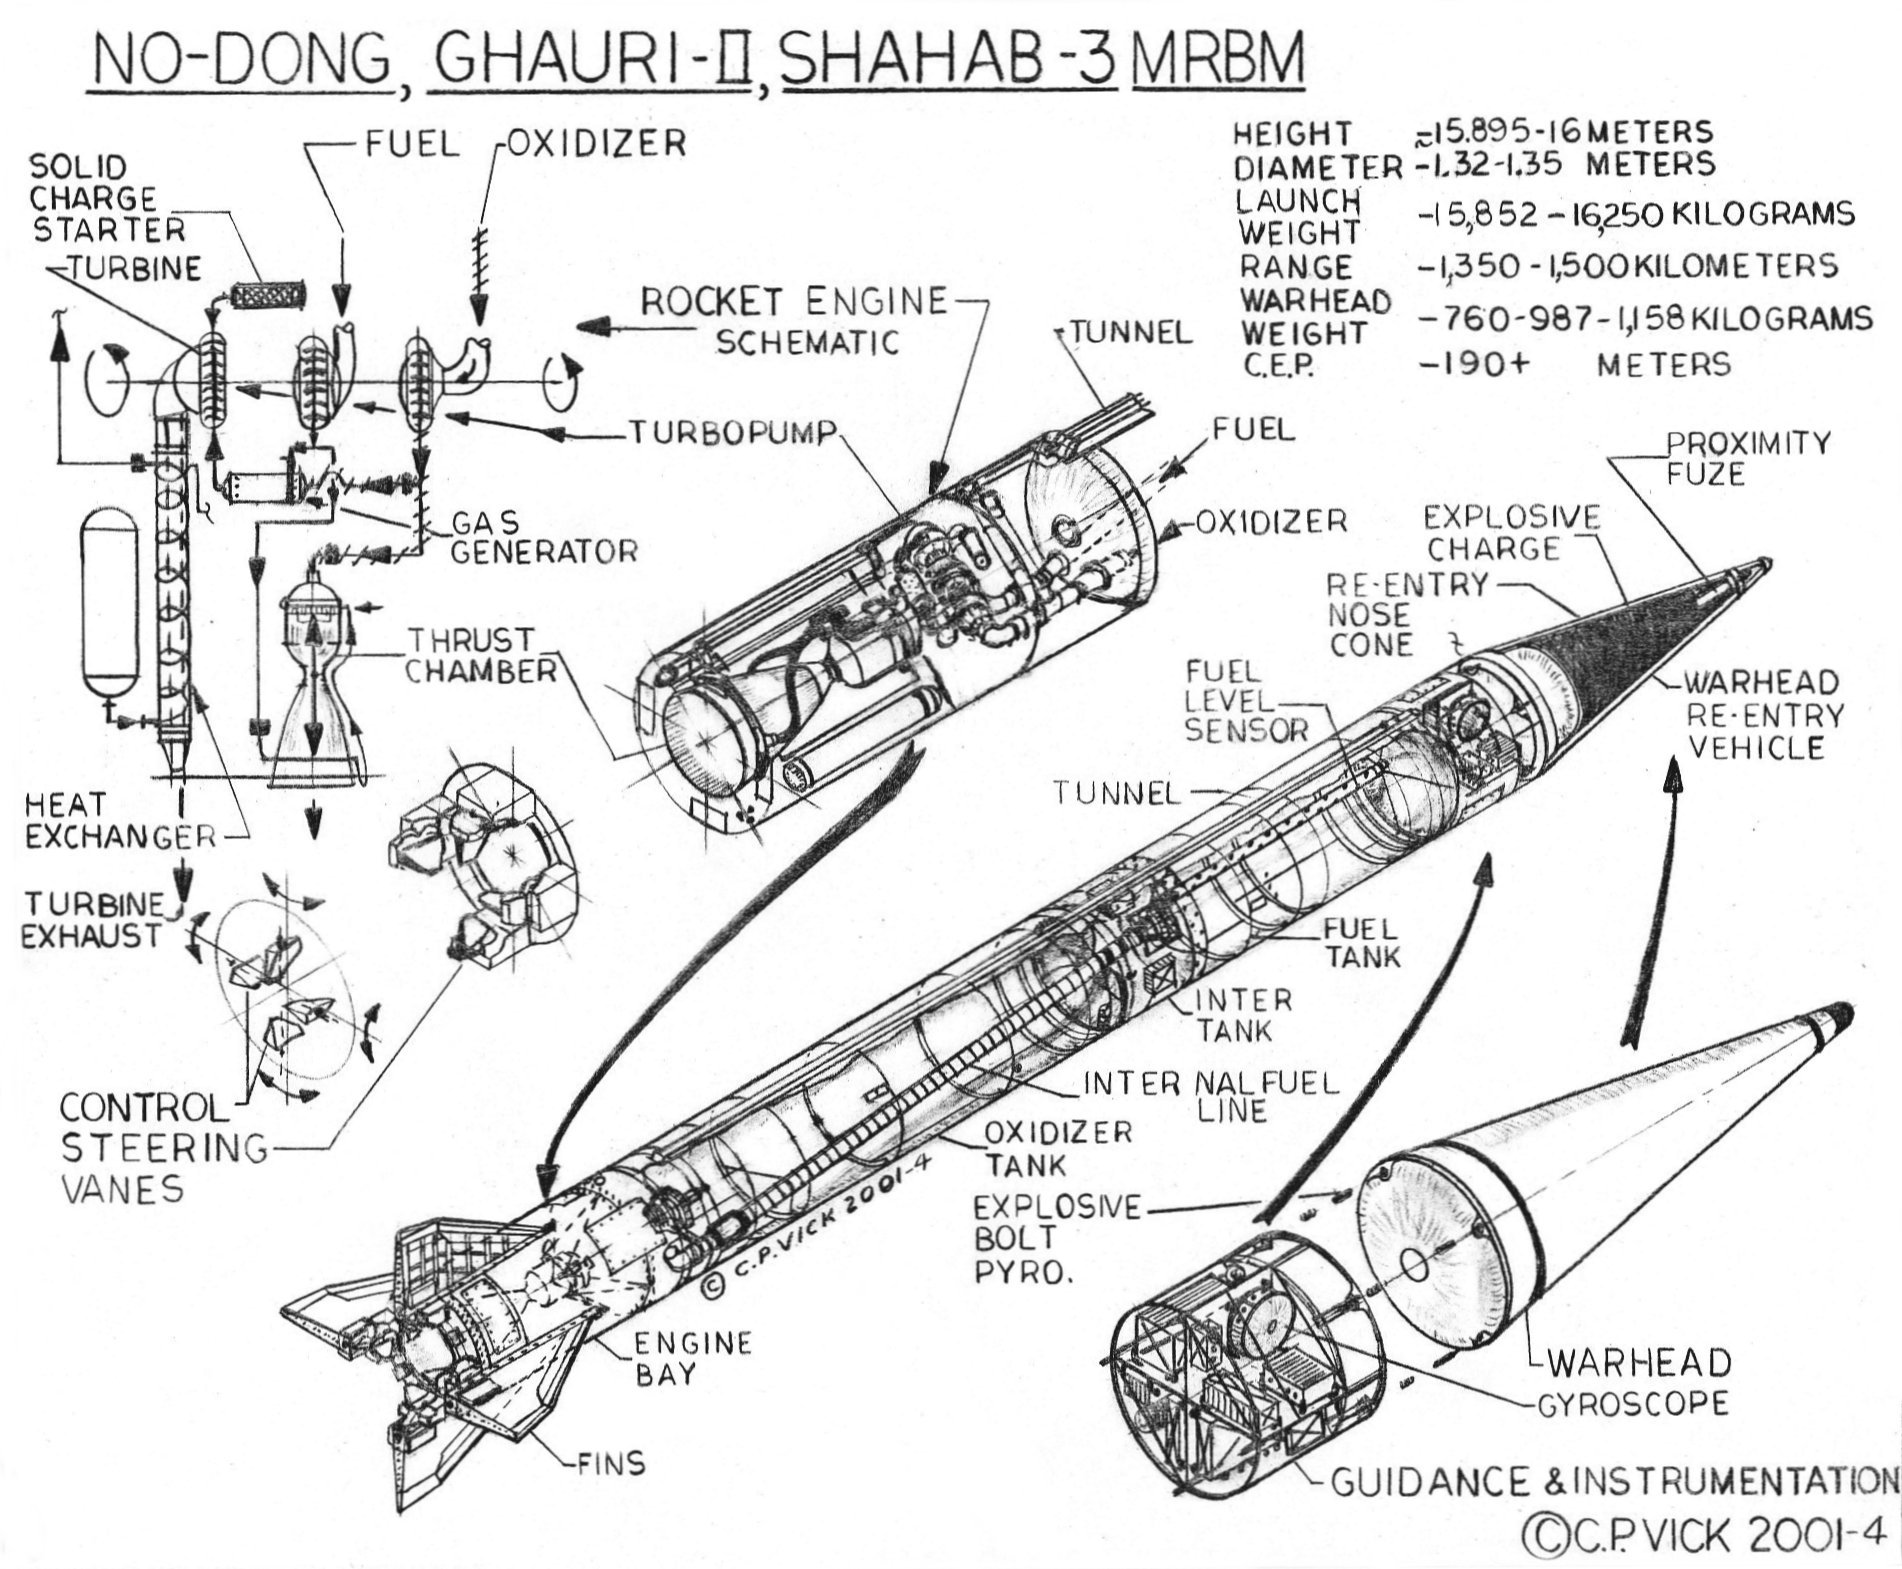 NO-DONG, GHAURI-II, SHAHAB-3 MRBM
HEIGHT ≈15.895-16 METERS
DIAMETER -1.32-1.35 METERS
LAUNCH
WEIGHT -15,852-16,250 KILOGRAMS
RANGE -1,350-1,500 KILOMETERS
WARHEAD
WEIGHT -760-987-1,158 KILOGRAMS
C.E.P. -190+ METERS
FUEL
OXIDIZER
SOLID
CHARGE
STARTER
TURBINE
ROCKET ENGINE
SCHEMATIC
TURBOPUMP
GAS
GENERATOR
THRUST
CHAMBER
HEAT
EXCHANGER
TURBINE
EXHAUST
CONTROL
STEERING
VANES
TUNNEL
FUEL
OXIDIZER
PROXIMITY
FUZE
EXPLOSIVE
CHARGE
RE-ENTRY
NOSE
CONE
FUEL
LEVEL
SENSOR
WARHEAD
RE-ENTRY
VEHICLE
TUNNEL
FUEL
TANK
INTER
TANK
INTER NAL FUEL
LINE
OXIDIZER
TANK
© C.P. VICK 2001-4
EXPLOSIVE
BOLT
PYRO.
ENGINE
BAY
FINS
WARHEAD
GYROSCOPE
GUIDANCE & INSTRUMENTATION
© C.P. VICK 2001-4